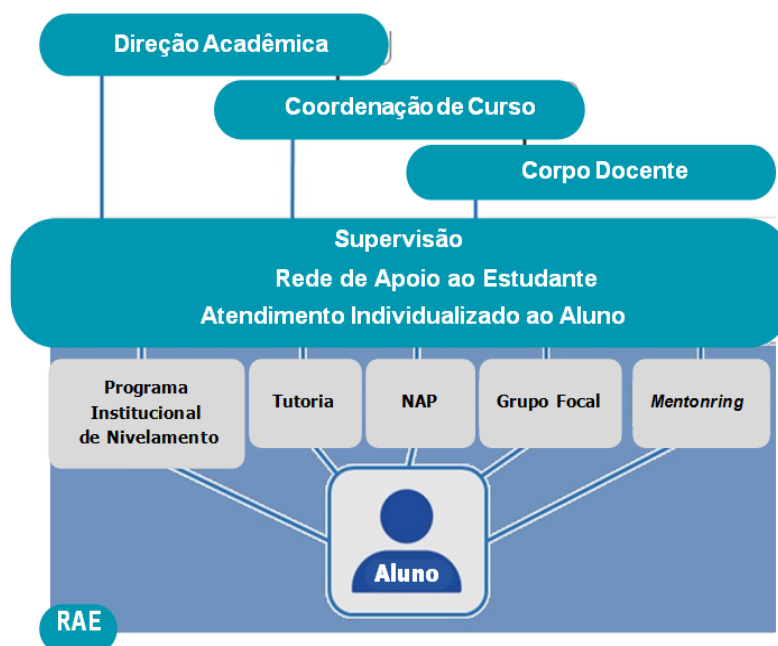 Direção Acadêmica
Coordenação de Curso
Corpo Docente
Supervisão
Rede de Apoio ao Estudante
Atendimento Individualizado ao Aluno
Programa
Institucional
de Nivelamento
Tutoria
NAP
Grupo Focal
Mentonring
Aluno
RAE